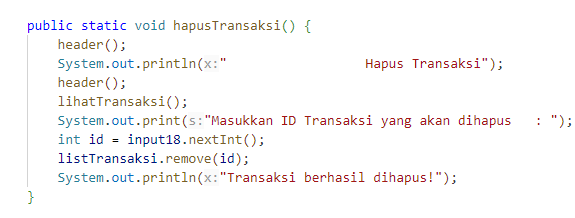 public static void hapusTransaksi() {
    header();
    System.out.println(x:"                    Hapus Transaksi");
    header();
    lihatTransaksi();
    System.out.print(s:"Masukkan ID Transaksi yang akan dihapus   : ");
    int id = input18.nextInt();
    listTransaksi.remove(id);
    System.out.println(x:"Transaksi berhasil dihapus!");
}